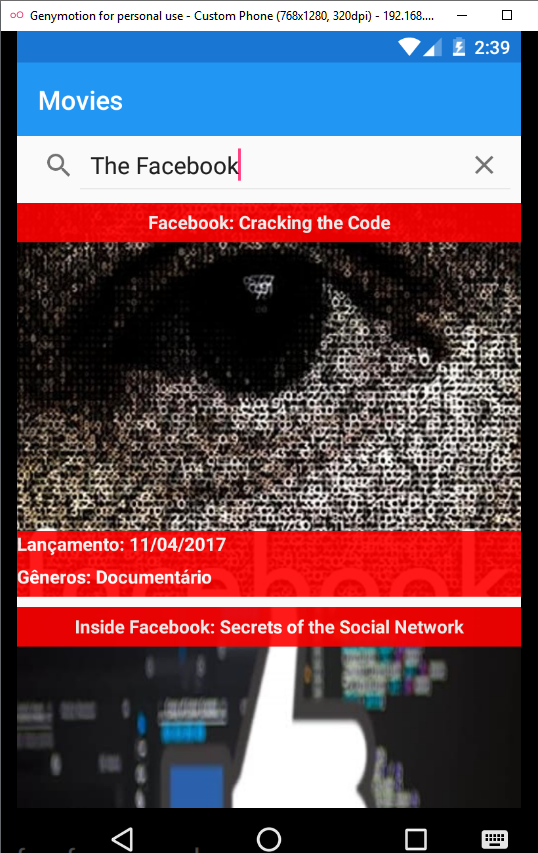 Genymotion for personal use - Custom Phone (768x1280, 320dpi) - 192.168....
2:39
Movies
The Facebook
Facebook: Cracking the Code
facebook
Lançamento: 11/04/2017
Gêneros: Documentário
Inside Facebook: Secrets of the Social Network